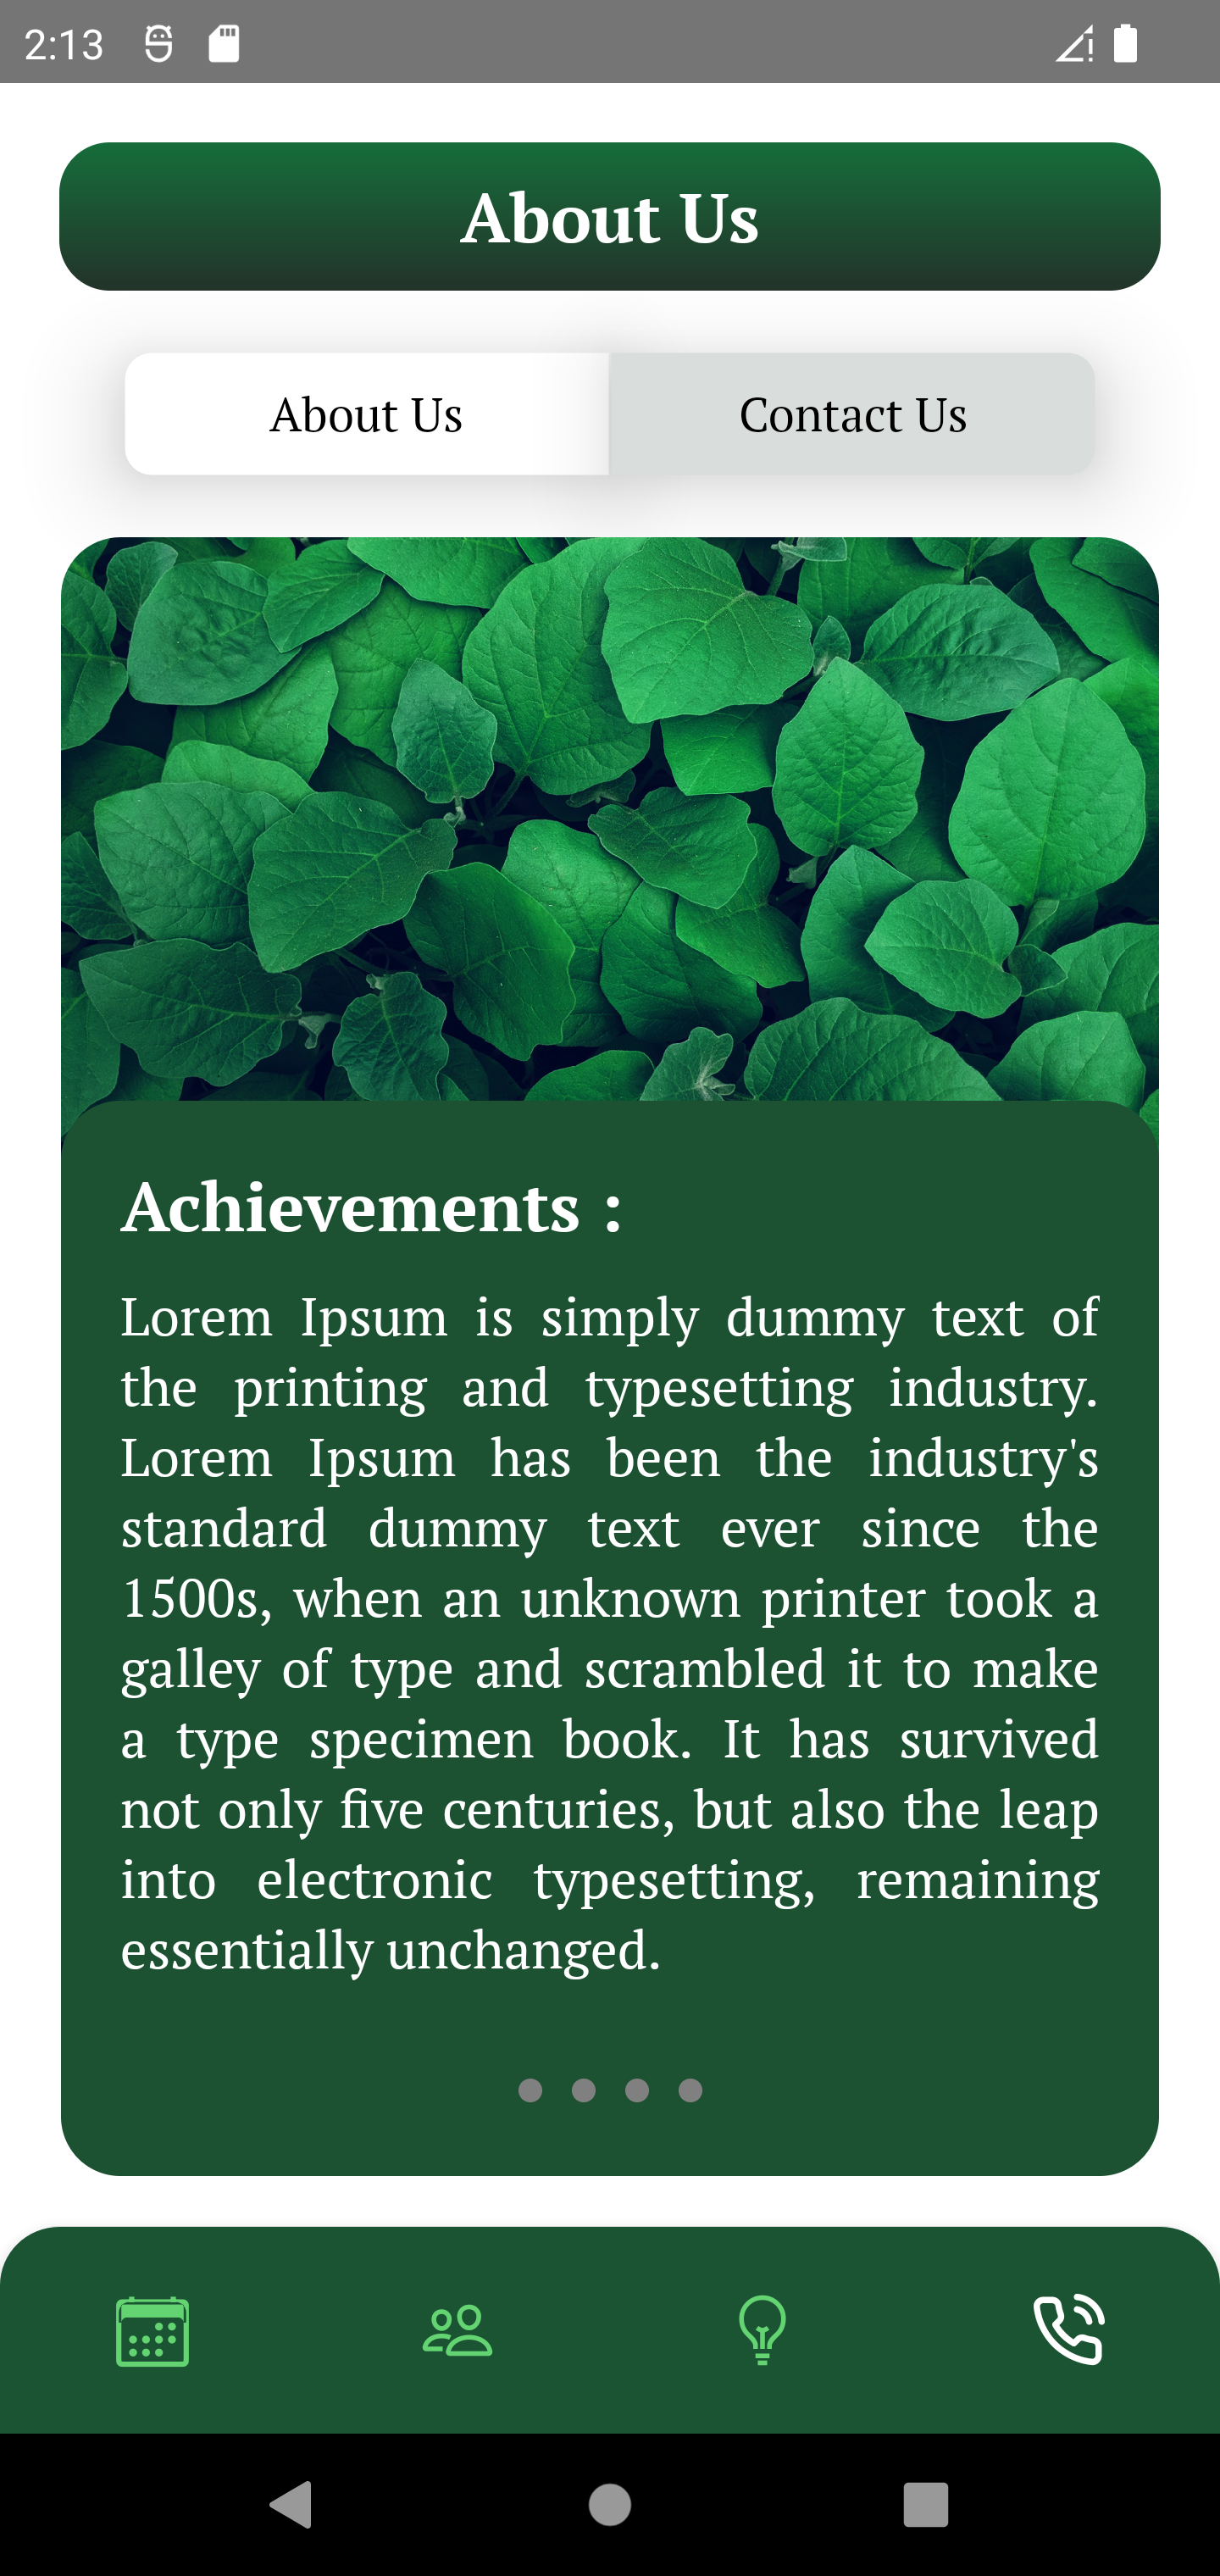 2:13
About Us
About Us
Contact Us
Achievements :
Lorem Ipsum is simply dummy text of
the printing and typesetting industry.
Lorem Ipsum has been the industry's
standard dummy text ever since the
1500s, when an unknown printer took a
galley of type and scrambled it to make
a type specimen book. It has survived
not only five centuries, but also the leap
into electronic typesetting, remaining
essentially unchanged.